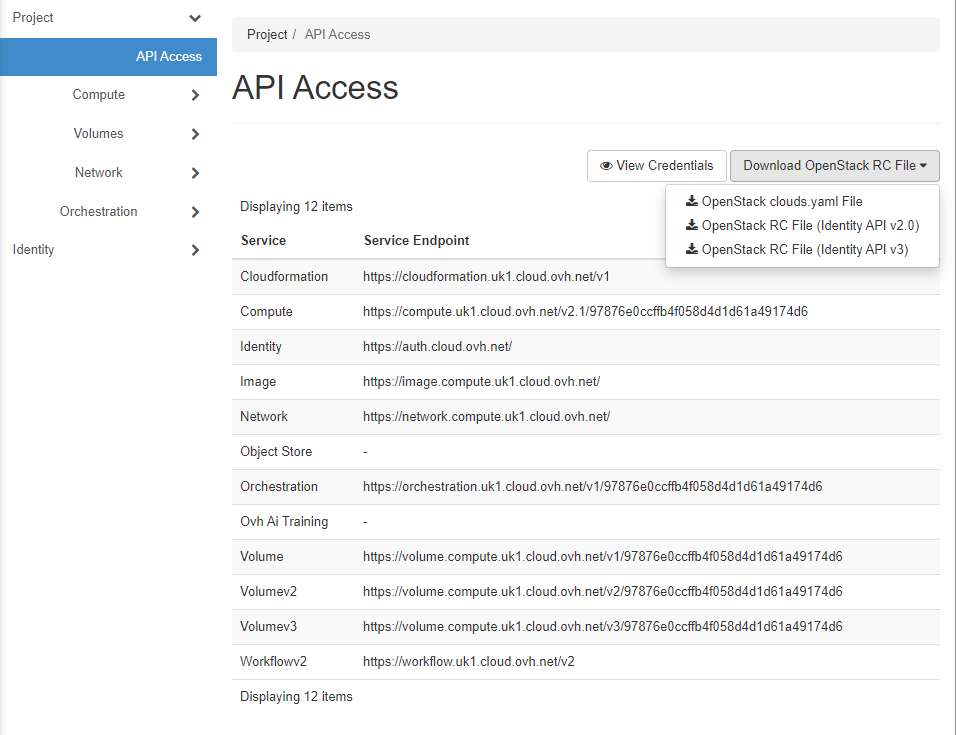 Project
API Access
Compute
Volumes
Network
Orchestration
Identity
Project / API Access
API Access
View Credentials
Download OpenStack RC File
OpenStack clouds.yaml File
OpenStack RC File (Identity API v2.0)
OpenStack RC File (Identity API v3)
Displaying 12 items
Service Service Endpoint
Cloudformation https://cloudformation.uk1.cloud.ovh.net/v1
Compute https://compute.uk1.cloud.ovh.net/v2.1/97876e0ccffb4f058d4d1d61a49174d6
Identity https://auth.cloud.ovh.net/
Image https://image.compute.uk1.cloud.ovh.net/
Network https://network.compute.uk1.cloud.ovh.net/
Object Store -
Orchestration https://orchestration.uk1.cloud.ovh.net/v1/97876e0ccffb4f058d4d1d61a49174d6
Ovh Ai Training -
Volume https://volume.compute.uk1.cloud.ovh.net/v1/97876e0ccffb4f058d4d1d61a49174d6
Volumev2 https://volume.compute.uk1.cloud.ovh.net/v2/97876e0ccffb4f058d4d1d61a49174d6
Volumev3 https://volume.compute.uk1.cloud.ovh.net/v3/97876e0ccffb4f058d4d1d61a49174d6
Workflowv2 https://workflow.uk1.cloud.ovh.net/v2
Displaying 12 items